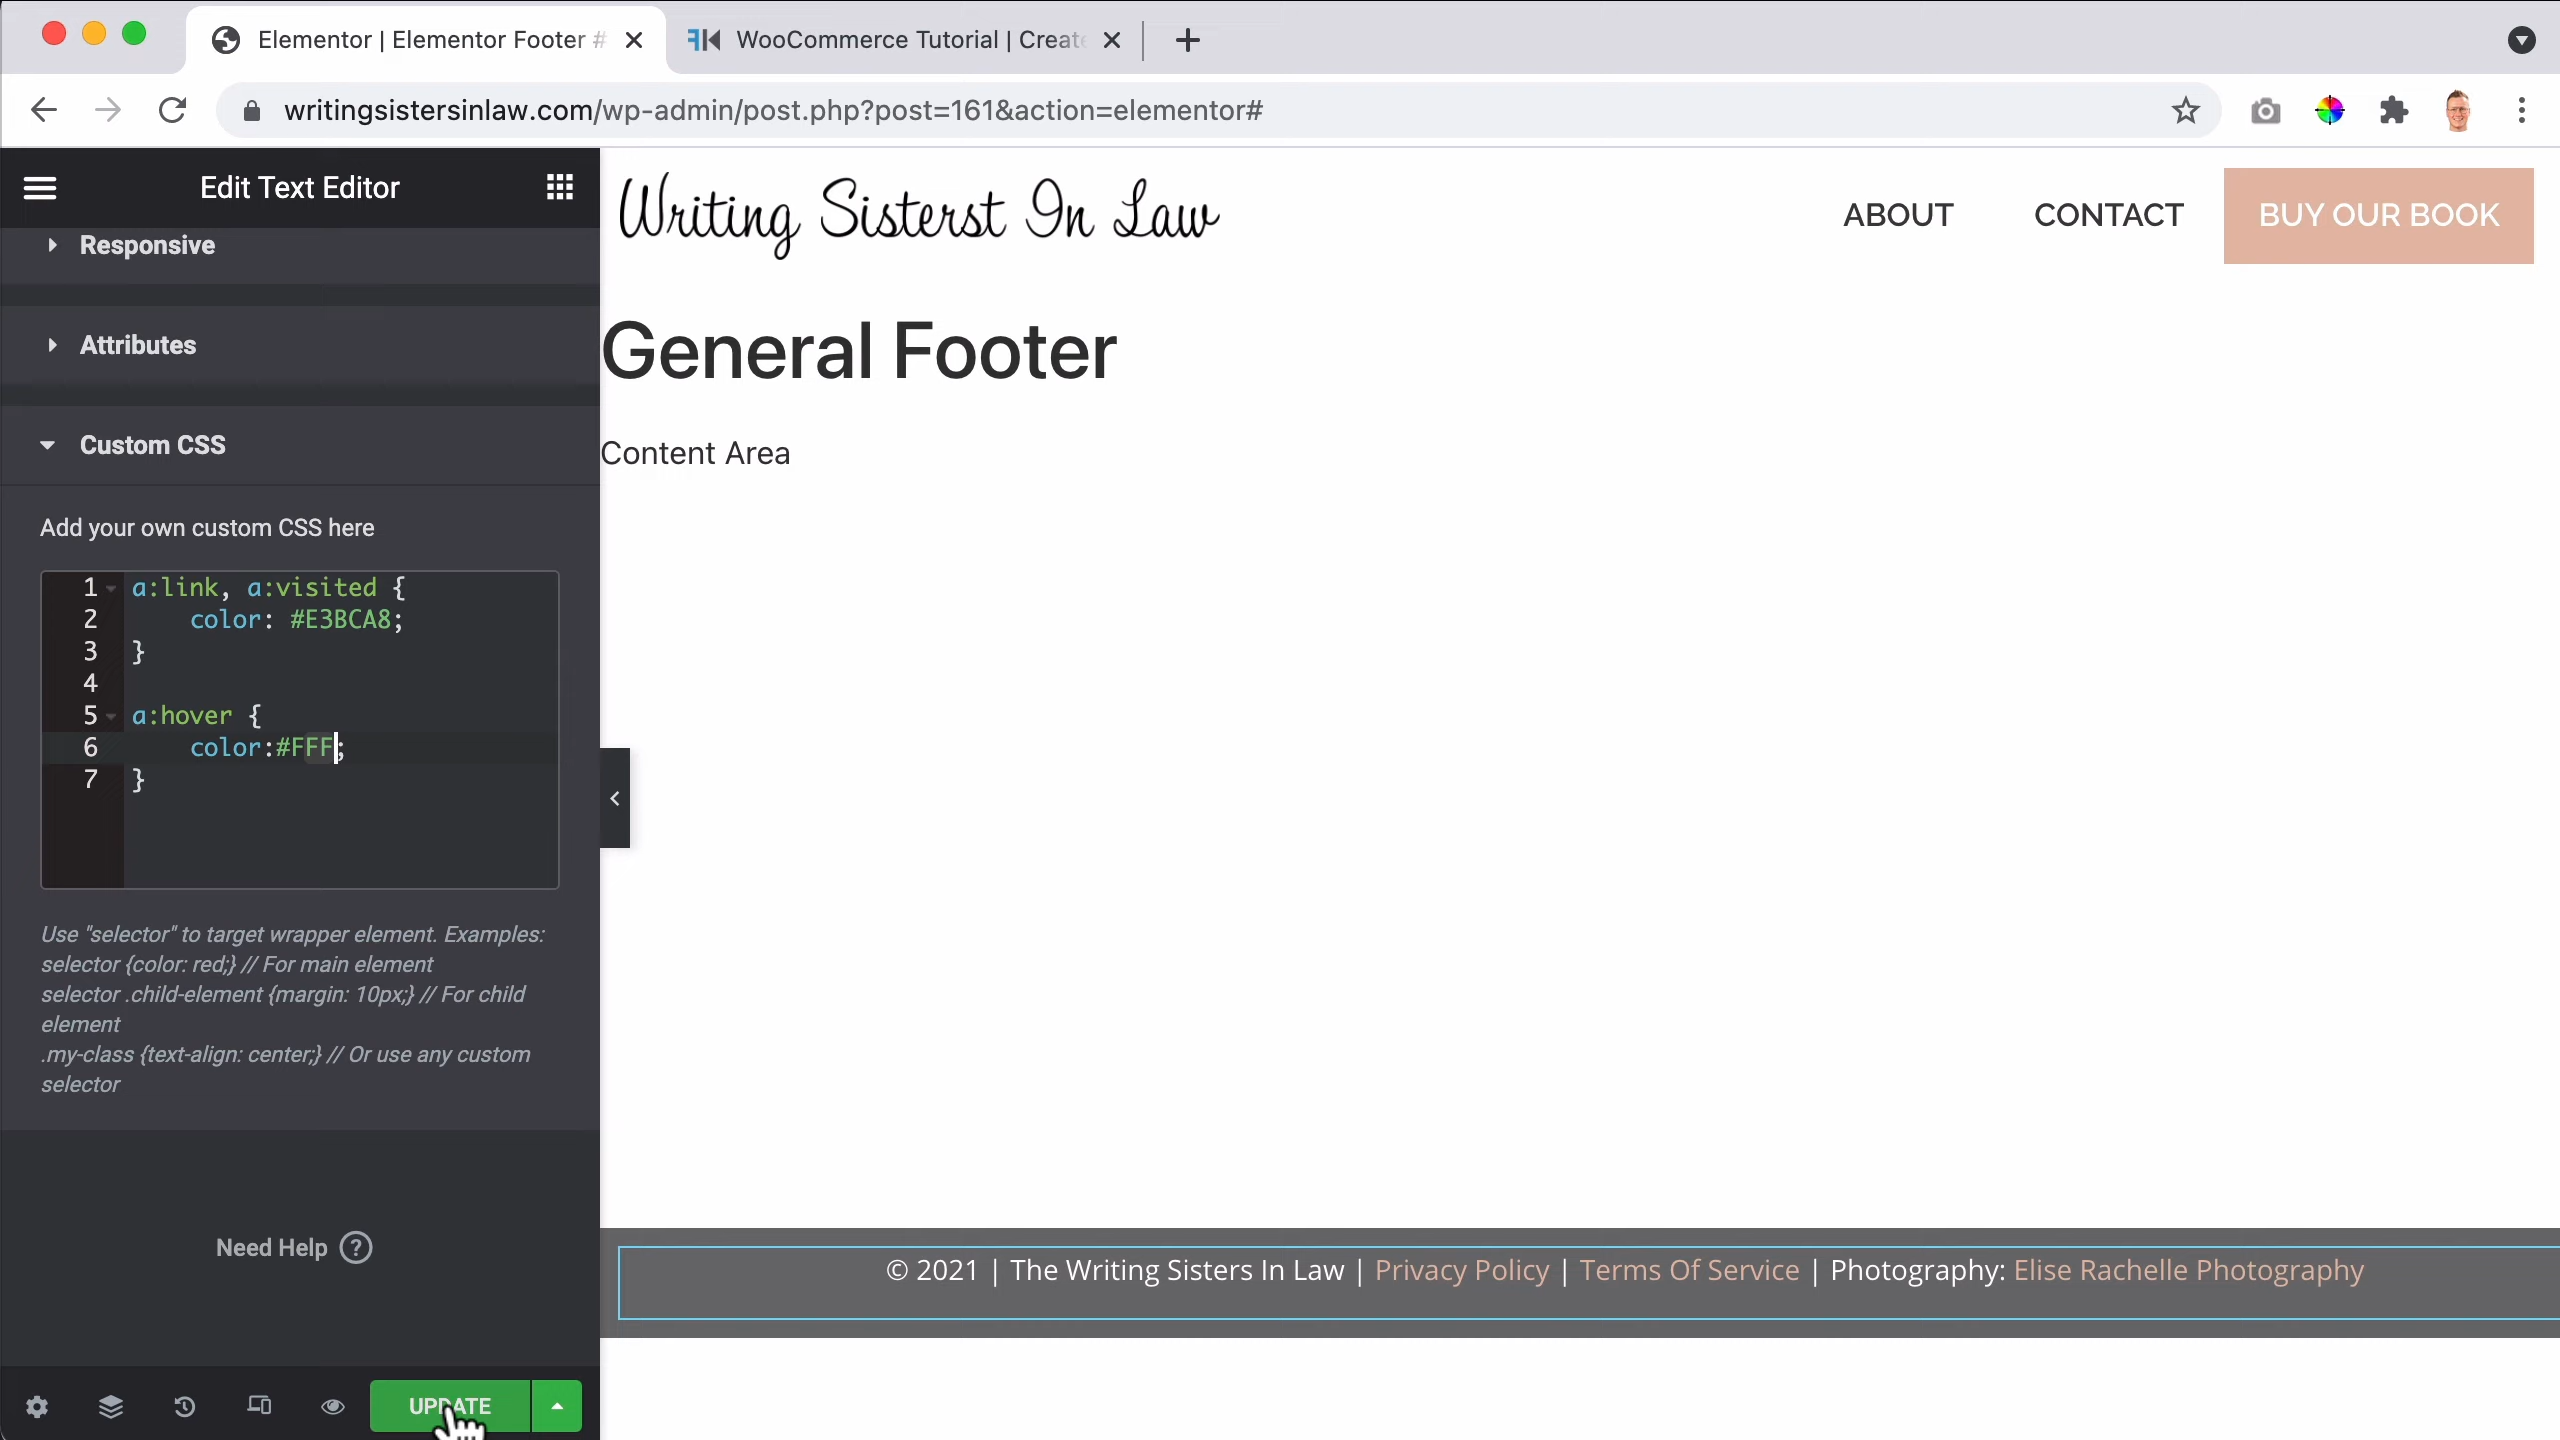 Elementor | Elementor Footer #
WooCommerce Tutorial | Create
writingsistersinlaw.com/wp-admin/post.php?post=161&action=elementor#
Edit Text Editor
Responsive
Attributes
Custom CSS
Add your own custom CSS here
1 a:link, a:visited {
2 color: #E3BCA8;
3 }
4
5 a:hover {
6 color:#FFF;
7 }
Use "selector" to target wrapper element. Examples:
selector {color: red;} // For main element
selector .child-element {margin: 10px;} // For child
element
.my-class {text-align: center;} // Or use any custom
selector
Need Help ?
UPDATE
Writing Sisterst In Law
ABOUT CONTACT BUY OUR BOOK
General Footer
Content Area
© 2021 | The Writing Sisters In Law | Privacy Policy | Terms Of Service | Photography: Elise Rachelle Photography